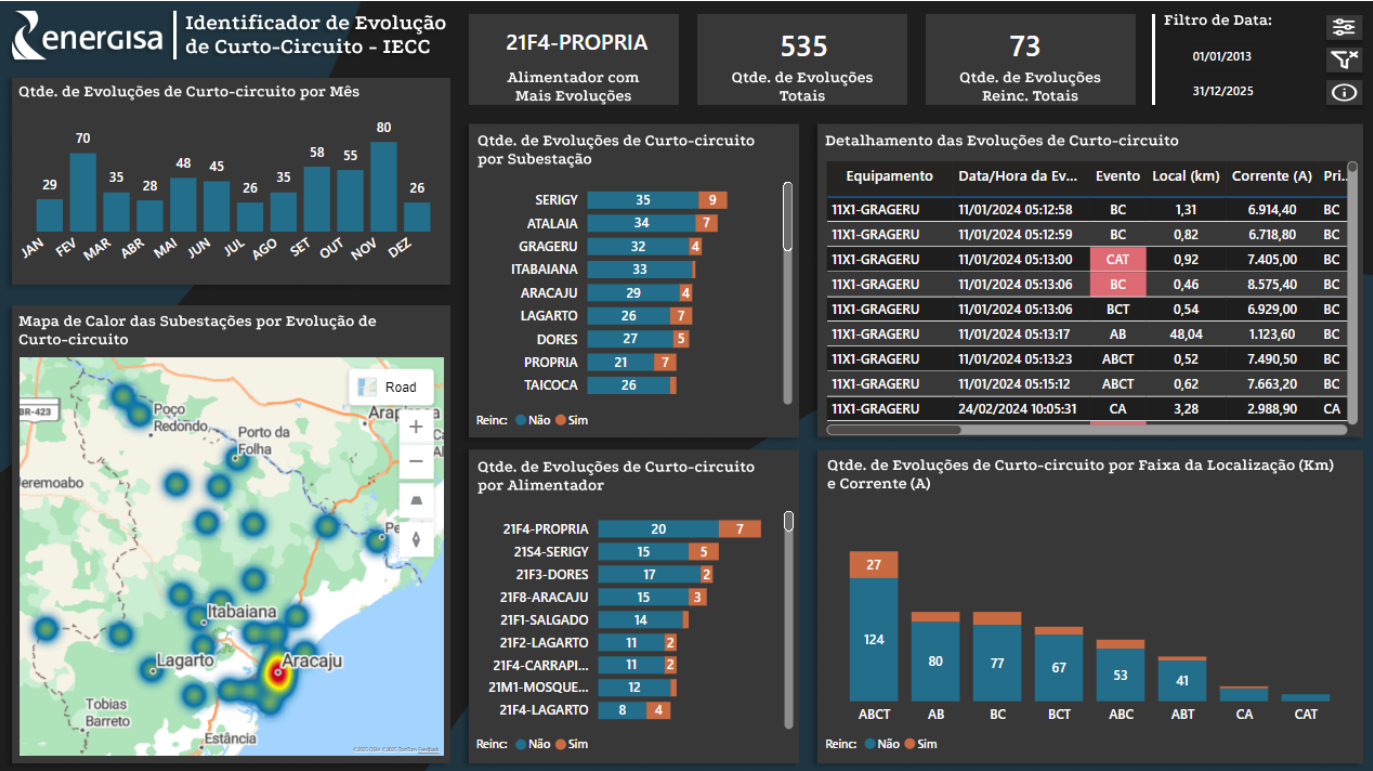 energisa
Identificador de Evolução
de Curto-Circuito - IECC
21F4-PROPRIA
Alimentador com
Mais Evoluções
535
Qtde. de Evoluções
Totais
73
Qtde. de Evoluções
Reinc. Totais
Filtro de Data:
01/01/2013
31/12/2025
Qtde. de Evoluções de Curto-circuito por Mês
29 70 35 28 48 45 26 35 58 55 80 26
JAN FEV MAR ABR MAI JUN JUL AGO SET OUT NOV DEZ
Mapa de Calor das Subestações por Evolução de
Curto-circuito
Road
BR-423
Poço
Redondo
Arapiraca
Porto da
Folha
Jeremoabo
Pe
Itabaiana
Lagarto
Aracaju
Tobias
Barreto
Estância
Qtde. de Evoluções de Curto-circuito
por Subestação
SERIGY 35 9
ATALAIA 34 7
GRAGERU 32 4
ITABAIANA 33
ARACAJU 29 4
LAGARTO 26 7
DORES 27 5
PROPRIA 21 7
TAICOCA 26
Reinc: Não Sim
Qtde. de Evoluções de Curto-circuito
por Alimentador
21F4-PROPRIA 20 7
21S4-SERIGY 15 5
21F3-DORES 17 2
21F8-ARACAJU 15 3
21F1-SALGADO 14
21F2-LAGARTO 11 2
21F4-CARRAPI... 11 2
21M1-MOSQUE... 12
21F4-LAGARTO 8 4
Reinc: Não Sim
Detalhamento das Evoluções de Curto-circuito
Equipamento Data/Hora da Ev... Evento Local (km) Corrente (A) Pri...
11X1-GRAGERU 11/01/2024 05:12:58 BC 1,31 6.914,40 BC
11X1-GRAGERU 11/01/2024 05:12:59 BC 0,82 6.718,80 BC
11X1-GRAGERU 11/01/2024 05:13:00 CAT 0,92 7.405,00 BC
11X1-GRAGERU 11/01/2024 05:13:06 BC 0,46 8.575,40 BC
11X1-GRAGERU 11/01/2024 05:13:06 BCT 0,54 6.929,00 BC
11X1-GRAGERU 11/01/2024 05:13:17 AB 48,04 1.123,60 BC
11X1-GRAGERU 11/01/2024 05:13:23 ABCT 0,52 7.490,50 BC
11X1-GRAGERU 11/01/2024 05:15:12 ABCT 0,62 7.663,20 BC
11X1-GRAGERU 24/02/2024 10:05:31 CA 3,28 2.988,90 CA
Qtde. de Evoluções de Curto-circuito por Faixa da Localização (Km)
e Corrente (A)
27
124 80 77 67 53 41
ABCT AB BC BCT ABC ABT CA CAT
Reinc: Não Sim